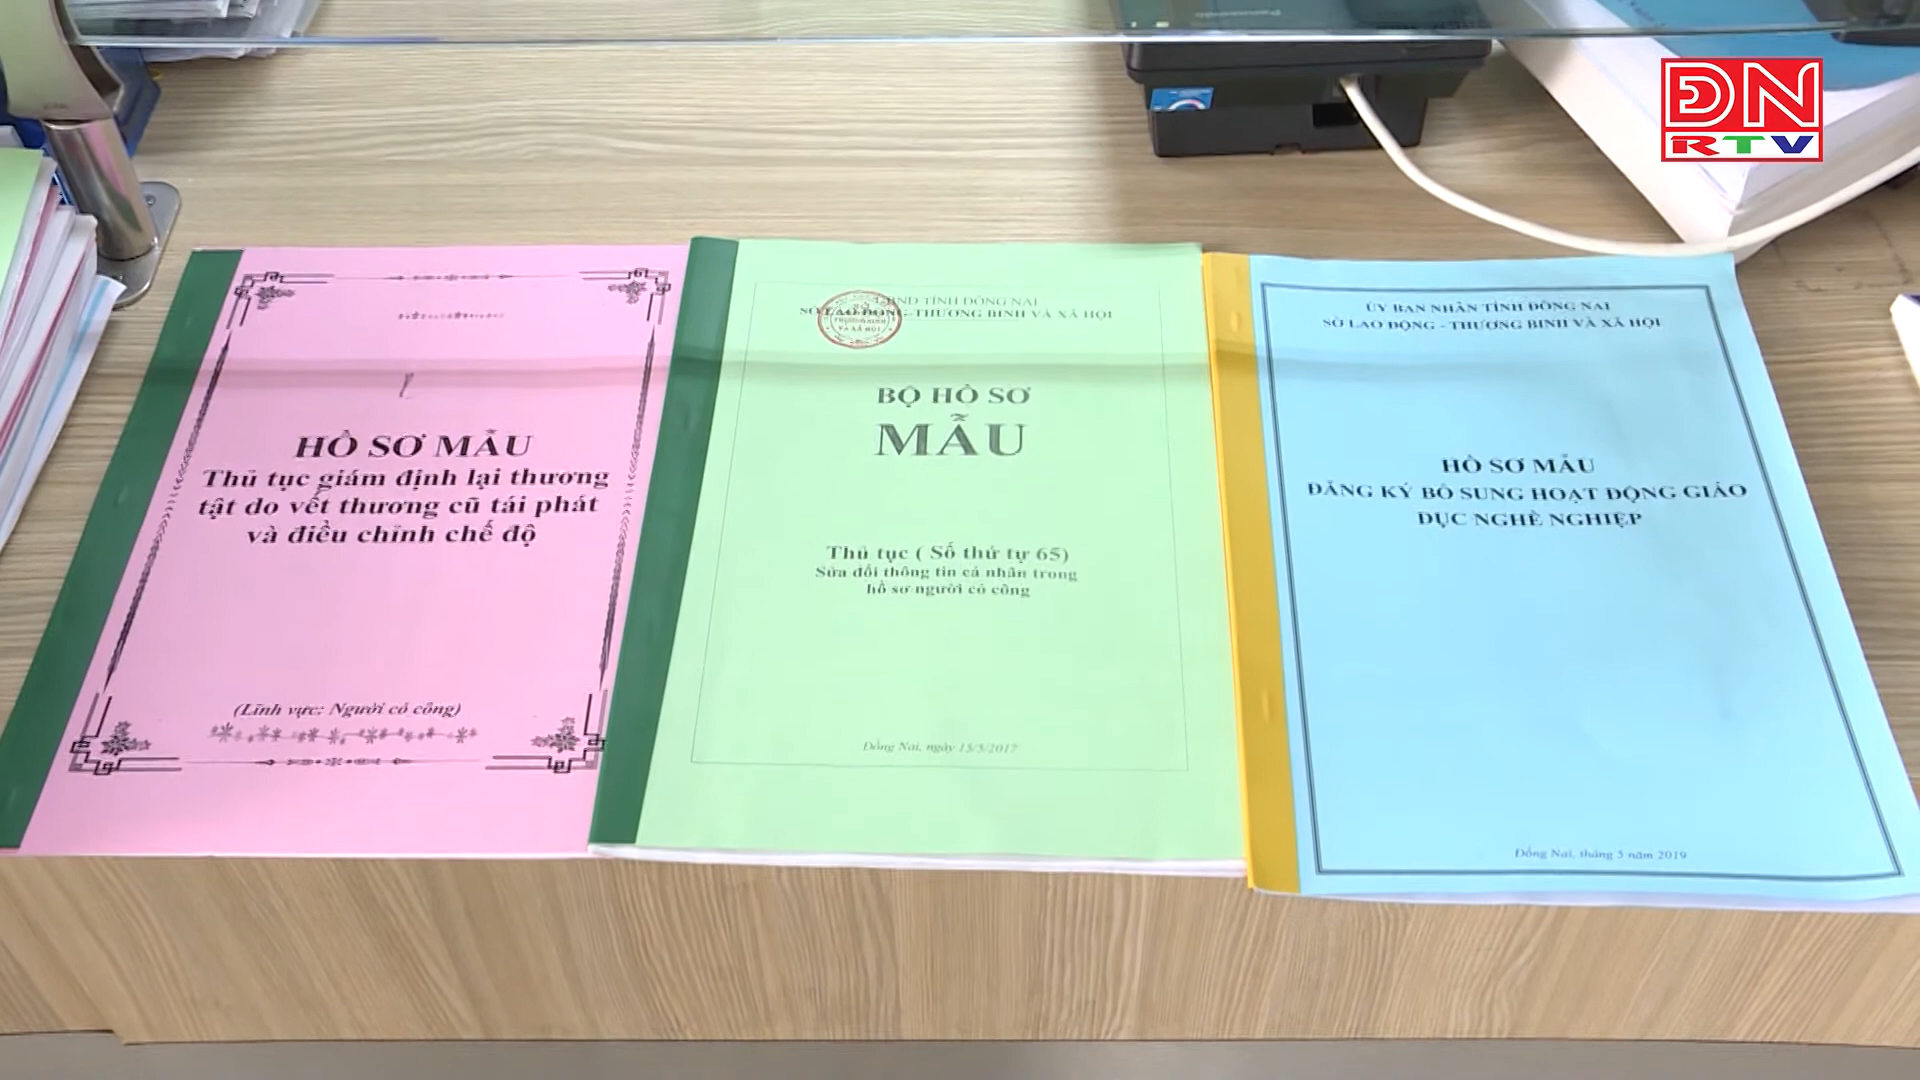 Panasonic
ĐN
RTV
HỒ SƠ MẪU
Thủ tục giám định lại thương
tật do vết thương cũ tái phát
và điều chỉnh chế độ
(Lĩnh vực: Người có công)
UBND TỈNH ĐỒNG NAI
SỞ LAO ĐỘNG - THƯƠNG BINH VÀ XÃ HỘI
BỘ HỒ SƠ
MẪU
Thủ tục ( Số thứ tự 65)
Sửa đổi thông tin cá nhân trong
hồ sơ người có công
Đồng Nai, ngày 15/5/2017
ỦY BAN NHÂN TỈNH ĐỒNG NAI
SỞ LAO ĐỘNG - THƯƠNG BINH VÀ XÃ HỘI
HỒ SƠ MẪU
ĐĂNG KÝ BỔ SUNG HOẠT ĐỘNG GIÁO
DỤC NGHỀ NGHIỆP
Đồng Nai, tháng 5 năm 2019